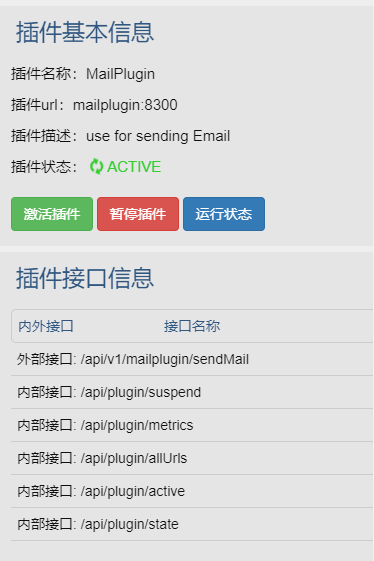 插件基本信息
插件名称：MailPlugin
插件url：mailplugin:8300
插件描述：use for sending Email
插件状态： ACTIVE
激活插件 暂停插件 运行状态
插件接口信息
内外接口 接口名称
外部接口: /api/v1/mailplugin/sendMail
内部接口: /api/plugin/suspend
内部接口: /api/plugin/metrics
内部接口: /api/plugin/allUrls
内部接口: /api/plugin/active
内部接口: /api/plugin/state